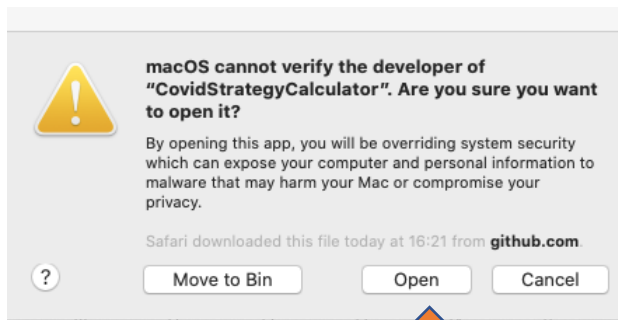 macOS cannot verify the developer of
“CovidStrategyCalculator”. Are you sure you want
to open it?
By opening this app, you will be overriding system security
which can expose your computer and personal information to
malware that may harm your Mac or compromise your
privacy.
Safari downloaded this file today at 16:21 from github.com.
?
Move to Bin
Open
Cancel